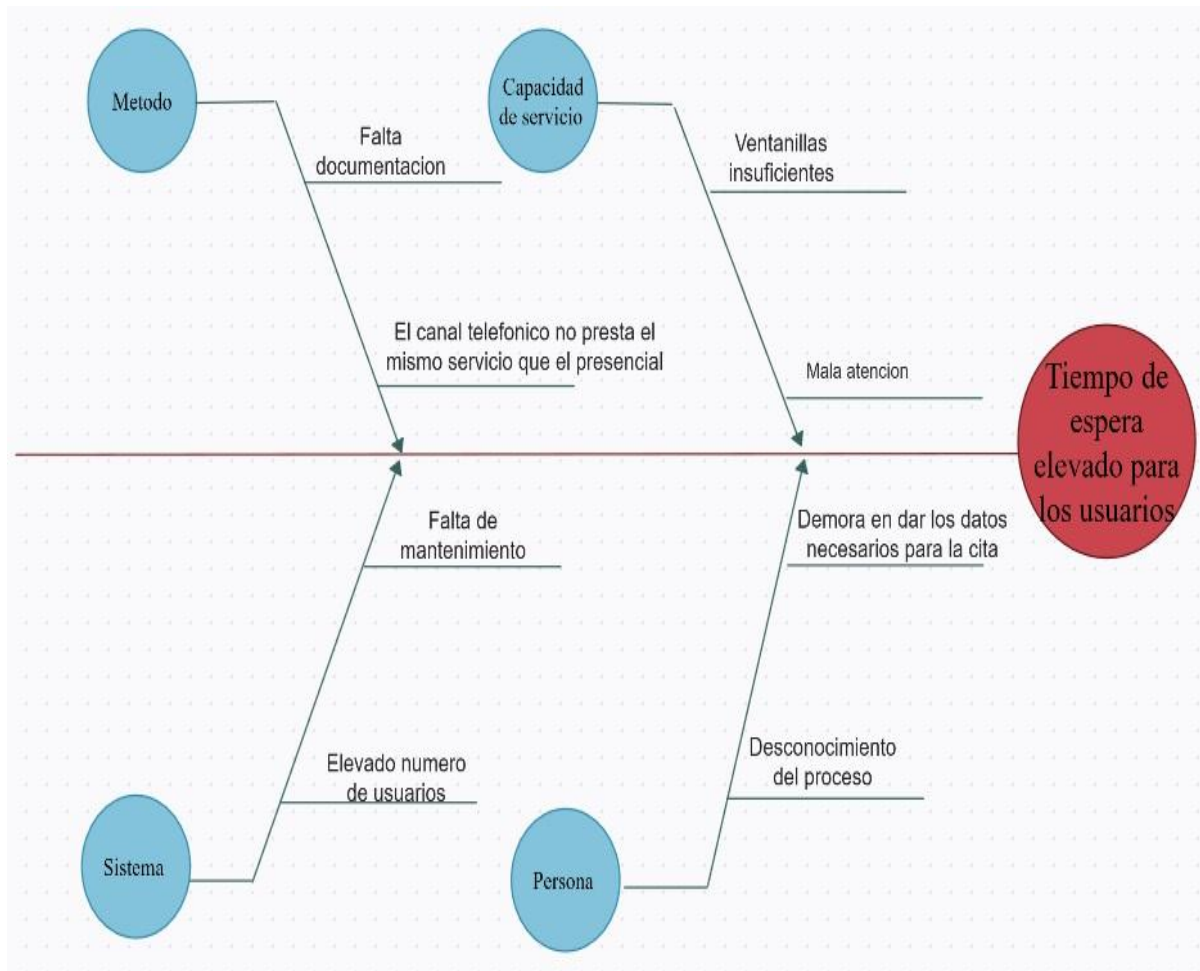 Metodo
Falta
documentacion
El canal telefonico no presta el
mismo servicio que el presencial
Capacidad
de servicio
Ventanillas
insuficientes
Mala atencion
Tiempo de
espera
elevado para
los usuarios
Falta de
mantenimiento
Elevado numero
de usuarios
Sistema
Demora en dar los datos
necesarios para la cita
Desconocimiento
del proceso
Persona